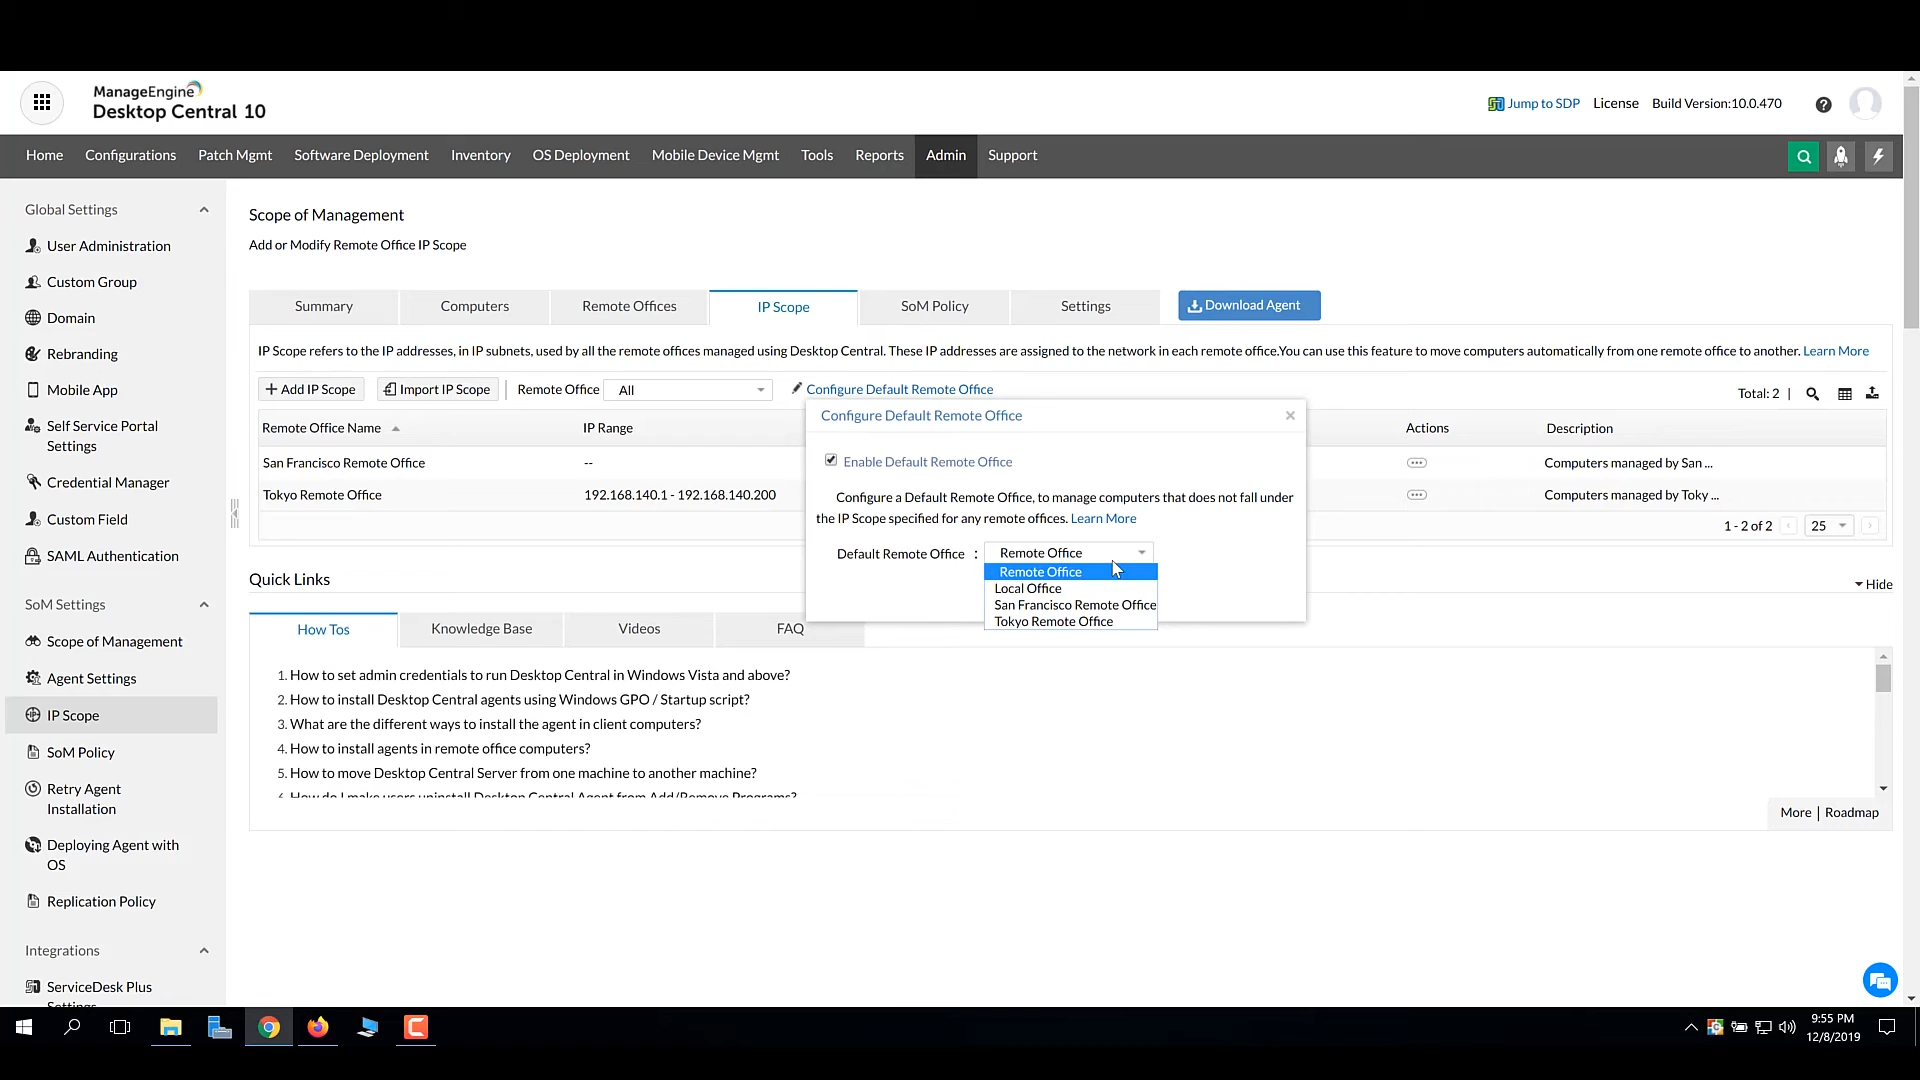 ManageEngine
Desktop Central 10
Jump to SDP License Build Version:10.0.470
Home Configurations Patch Mgmt Software Deployment Inventory OS Deployment Mobile Device Mgmt Tools Reports Admin Support
Global Settings
User Administration
Custom Group
Domain
Rebranding
Mobile App
Self Service Portal
Settings
Credential Manager
Custom Field
SAML Authentication
SoM Settings
Scope of Management
Agent Settings
IP Scope
SoM Policy
Retry Agent
Installation
Deploying Agent with
OS
Replication Policy
Integrations
ServiceDesk Plus
Settings
Scope of Management
Add or Modify Remote Office IP Scope
Summary Computers Remote Offices IP Scope SoM Policy Settings Download Agent
IP Scope refers to the IP addresses, in IP subnets, used by all the remote offices managed using Desktop Central. These IP addresses are assigned to the network in each remote office.You can use this feature to move computers automatically from one remote office to another. Learn More
+ Add IP Scope Import IP Scope | Remote Office All Configure Default Remote Office Total: 2 |
Remote Office Name IP Range Actions Description
San Francisco Remote Office -- Computers managed by San ...
Tokyo Remote Office 192.168.140.1 - 192.168.140.200 Computers managed by Toky ...
1 - 2 of 2 25
Configure Default Remote Office
Enable Default Remote Office
Configure a Default Remote Office, to manage computers that does not fall under
the IP Scope specified for any remote offices. Learn More
Default Remote Office : Remote Office
Remote Office
Local Office
San Francisco Remote Office
Tokyo Remote Office
Quick Links Hide
How Tos Knowledge Base Videos FAQ
1. How to set admin credentials to run Desktop Central in Windows Vista and above?
2. How to install Desktop Central agents using Windows GPO / Startup script?
3. What are the different ways to install the agent in client computers?
4. How to install agents in remote office computers?
5. How to move Desktop Central Server from one machine to another machine?
6. How do I make users uninstall Desktop Central Agent from Add/Remove Programs?
More | Roadmap
9:55 PM
12/8/2019